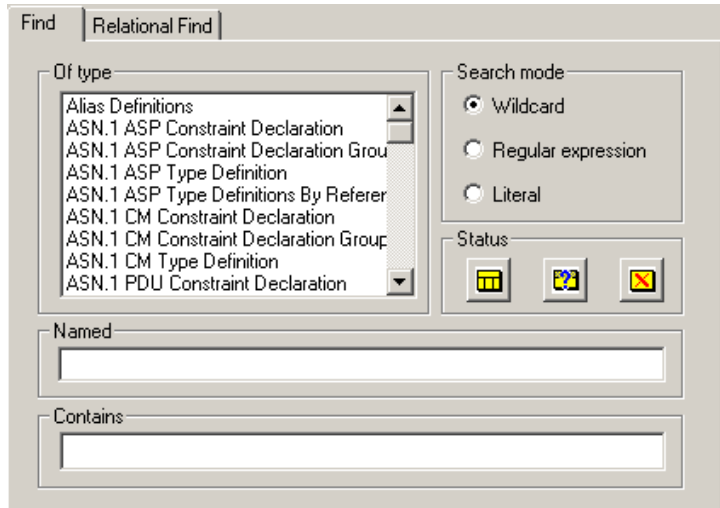 Find
Relational Find
Of type
Alias Definitions
ASN.1 ASP Constraint Declaration
ASN.1 ASP Constraint Declaration Grou
ASN.1 ASP Type Definition
ASN.1 ASP Type Definitions By Referer
ASN.1 CM Constraint Declaration
ASN.1 CM Constraint Declaration Group
ASN.1 CM Type Definition
ASN.1 PDU Constraint Declaration
Search mode
Wildcard
Regular expression
Literal
Status
Named
Contains